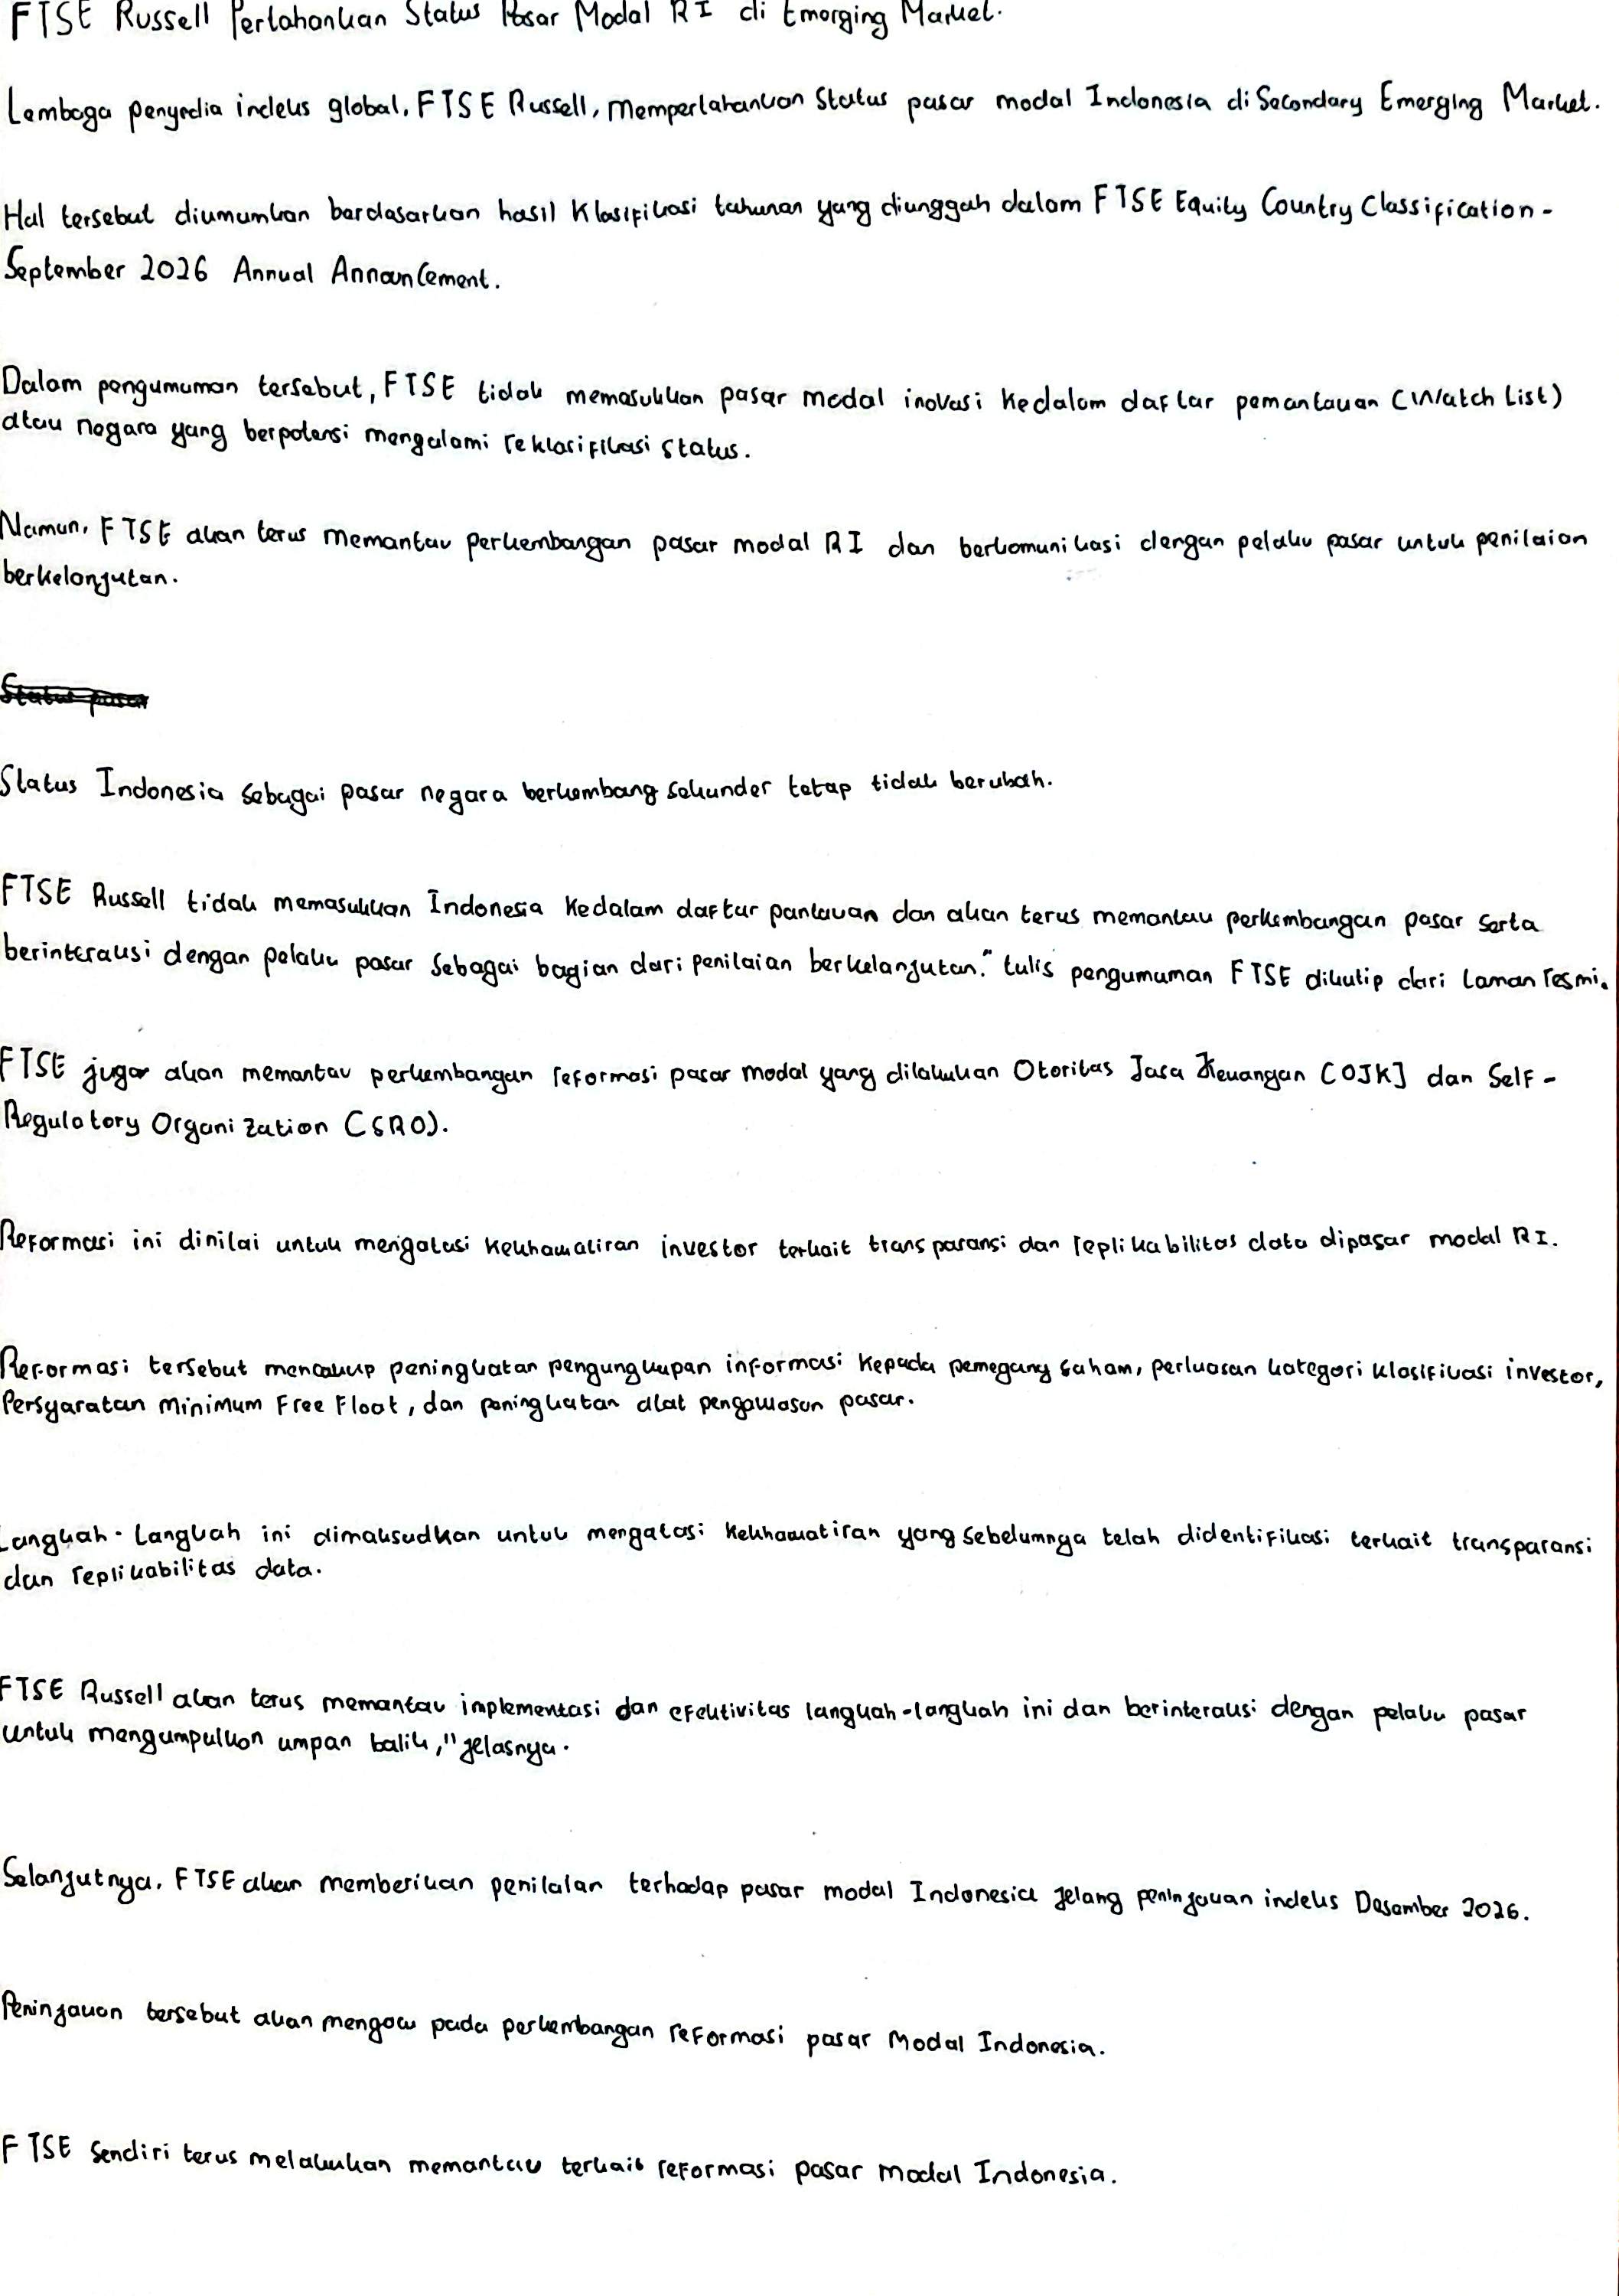 FTSE Russell Pertahankan Status Pasar Modal RI di Emerging Market.
Lembaga penyedia indeks global, FTSE Russell, mempertahankan Status pasar modal Indonesia di Secondary Emerging Market.
Hal tersebut diumumkan berdasarkan hasil Klasifikasi tahunan yang diunggah dalam FTSE Equity Country Classification -
September 2026 Annual Announcement.
Dalam pengumuman tersebut, FTSE tidak memasukkan pasar modal inovasi Kedalam daftar pemantauan (Watch List)
atau negara yang berpotensi mengalami reklasifikasi status.
Namun, FTSE akan terus memantau perkembangan pasar modal RI dan berkomunikasi dengan pelaku pasar untuk penilaian
berkelanjutan.
Status pasar
Status Indonesia sebagai pasar negara berkembang sekunder tetap tidak berubah.
FTSE Russell tidak memasukkan Indonesia Kedalam daftar pantauan dan akan terus memantau perkembangan pasar serta
berinteraksi dengan pelaku pasar sebagai bagian dari penilaian berkelanjutan." tulis pengumuman FTSE dikutip dari laman resmi.
FTSE juga akan memantau perkembangan reformasi pasar modal yang dilakukan Otoritas Jasa Keuangan [OJK] dan Self -
Regulatory Organization (SRO).
Reformasi ini dinilai untuk mengatasi kekhawatiran investor terkait transparansi dan replikabilitas data dipasar modal RI.
Reformasi tersebut mencakup peningkatan pengungkapan informasi kepada pemegang saham, perluasan kategori klasifikasi investor,
Persyaratan minimum Free Float, dan peningkatan alat pengawasan pasar.
Langkah - Langkah ini dimaksudkan untuk mengatasi kekhawatiran yang sebelumnya telah didentifikasi terkait transparansi
dan replikabilitas data.
FTSE Russell akan terus memantau implementasi dan efektivitas langkah-langkah ini dan berinteraksi dengan pelaku pasar
untuk mengumpulkan umpan balik," jelasnya.
Selanjutnya, FTSE akan memberikan penilaian terhadap pasar modal Indonesia jelang peninjauan indeks Desember 2026.
Peninjauan tersebut akan mengacu pada perkembangan reformasi pasar Modal Indonesia.
FTSE Sendiri terus melakukan memantau terkait reformasi pasar modal Indonesia.